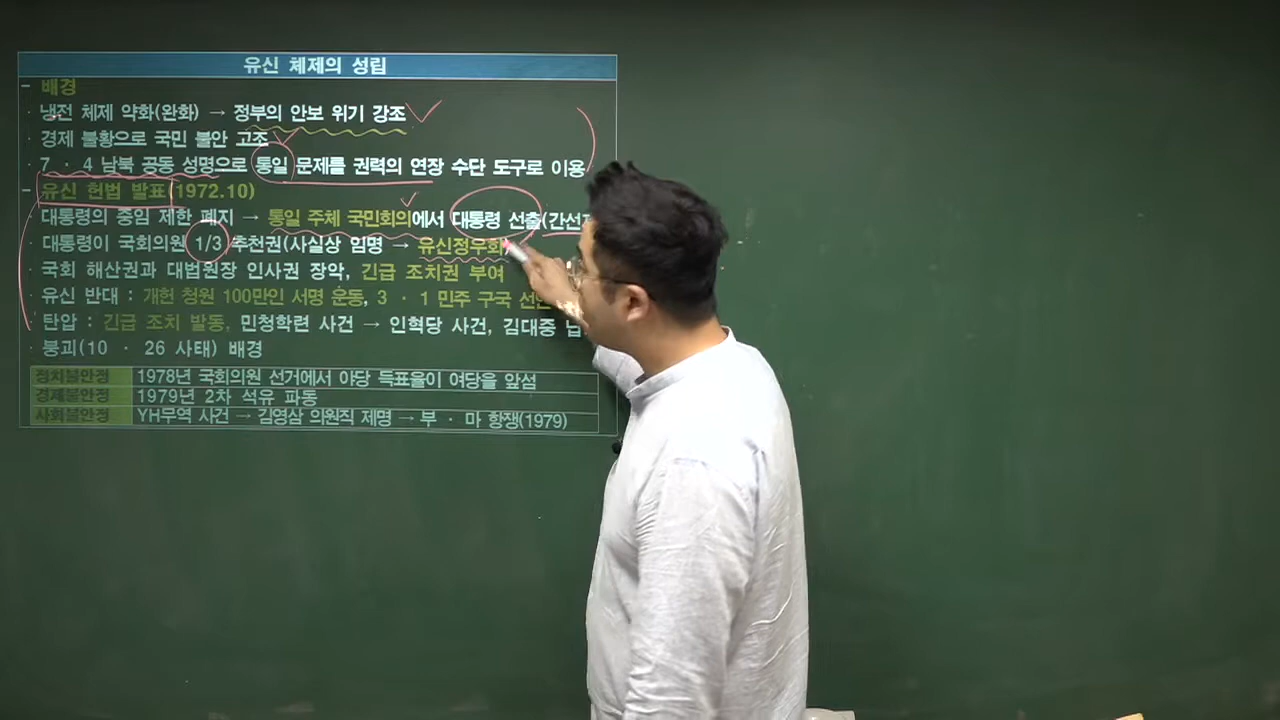 유신 체제의 성립
- 배경
· 냉전 체제 약화(완화) → 정부의 안보 위기 강조
· 경제 불황으로 국민 불안 고조
· 7 · 4 남북 공동 성명으로 통일 문제를 권력의 연장 수단 도구로 이용
- 유신 헌법 발표(1972.10)
· 대통령의 중임 제한 폐지 → 통일 주체 국민회의에서 대통령 선출(간선
· 대통령이 국회의원 1/3 추천권(사실상 임명 → 유신정우회
· 국회 해산권과 대법원장 인사권 장악, 긴급 조치권 부여
· 유신 반대 : 개헌 청원 100만인 서명 운동, 3 · 1 민주 구국 선언
· 탄압 : 긴급 조치 발동, 민청학련 사건 → 인혁당 사건, 김대중 납
· 붕괴(10 · 26 사태) 배경
정치불안정 1978년 국회의원 선거에서 야당 득표율이 여당을 앞섬
경제불안정 1979년 2차 석유 파동
사회불안정 YH무역 사건 → 김영삼 의원직 제명 → 부 · 마 항쟁(1979)